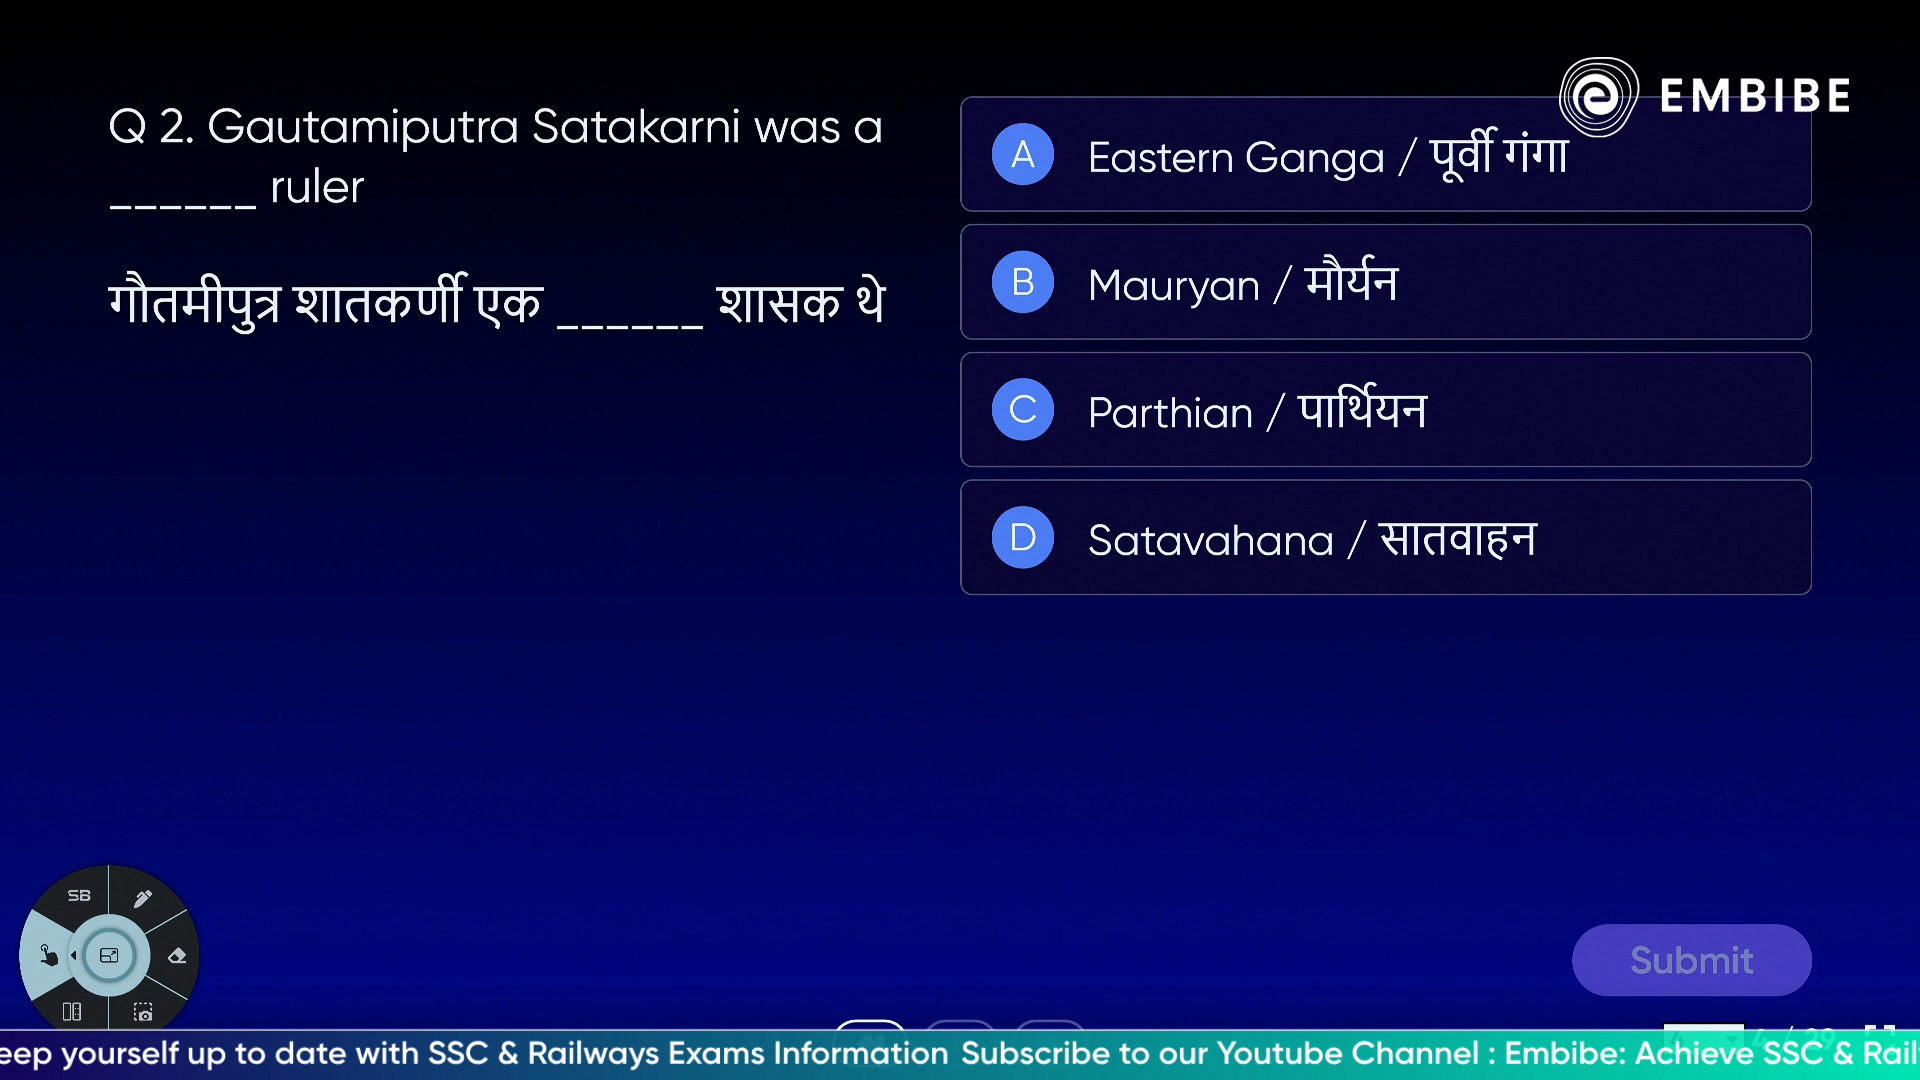 EMBIBE
Q 2. Gautamiputra Satakarni was a
______ ruler
गौतमीपुत्र शातकर्णी एक ______ शासक थे
A Eastern Ganga / पूर्वी गंगा
B Mauryan / मौर्यन
C Parthian / पार्थियन
D Satavahana / सातवाहन
SB
Submit
eep yourself up to date with SSC & Railways Exams Information Subscribe to our Youtube Channel : Embibe: Achieve SSC & Rail